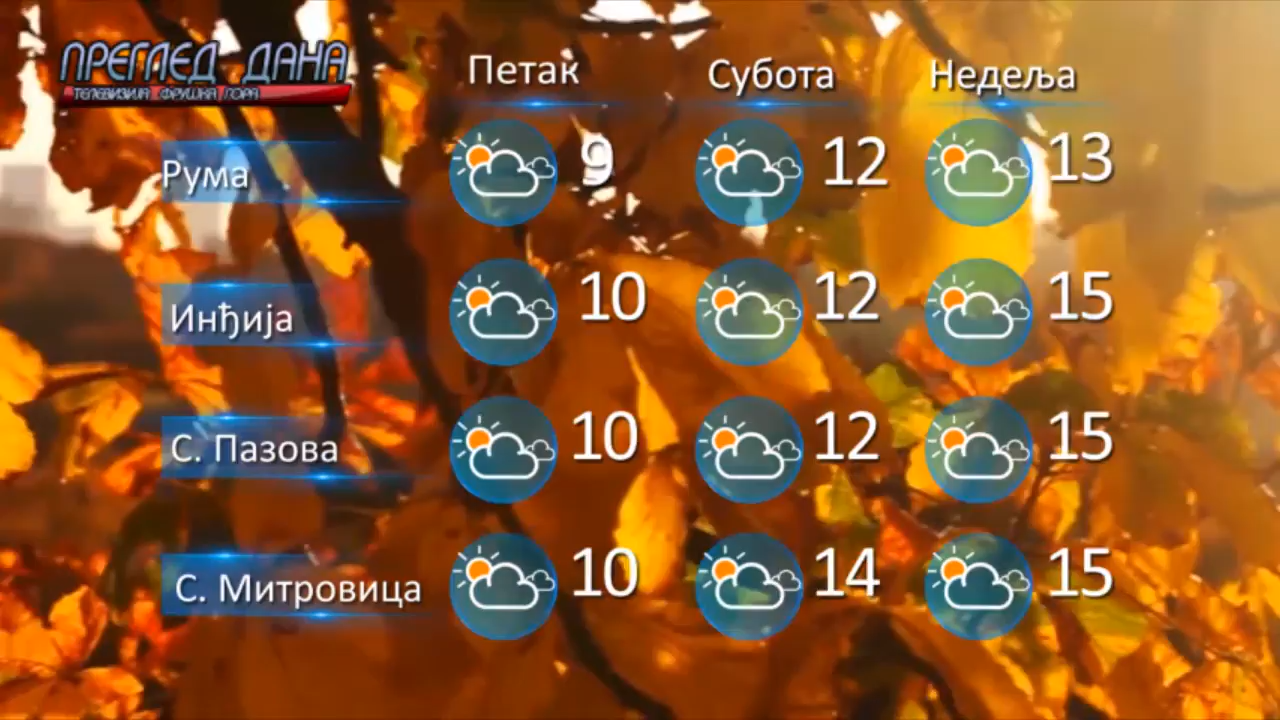 ПРЕГЛЕД ДАНА
ТЕЛЕВИЗИЈА ФРУШКА ГОРА
Петак Субота Недеља
Рума 9 12 13
Инђија 10 12 15
С. Пазова 10 12 15
С. Митровица 10 14 15